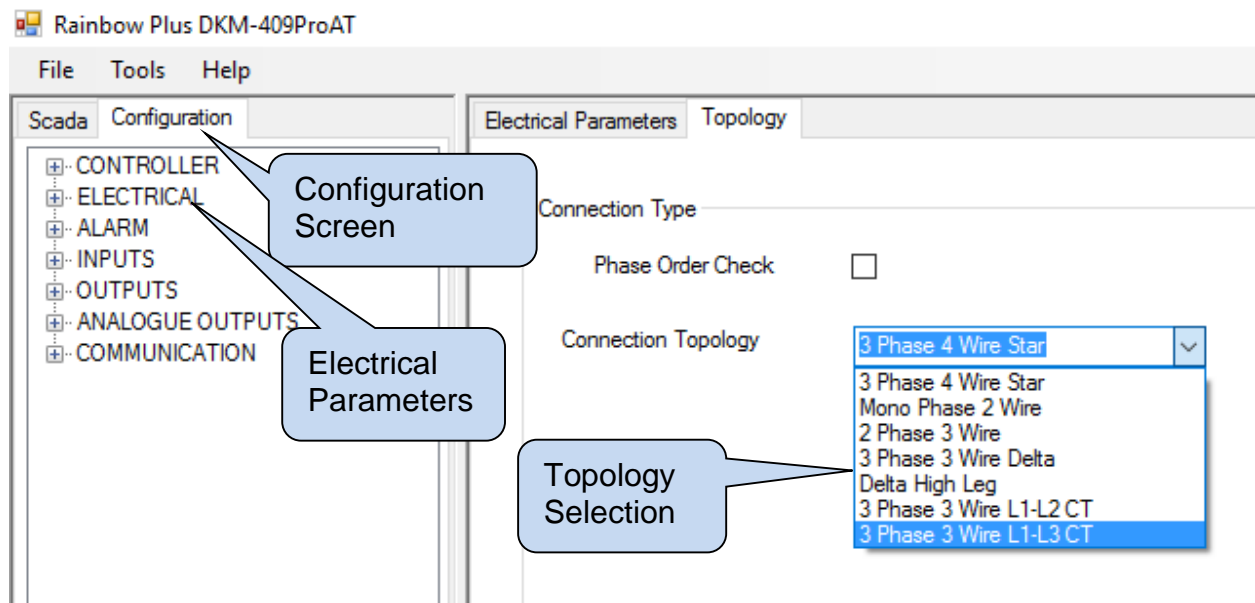 Rainbow Plus DKM-409ProAT
File Tools Help
Scada Configuration
CONTROLLER
ELECTRICAL
ALARM
INPUTS
OUTPUTS
ANALOGUE OUTPUTS
COMMUNICATION
Configuration
Screen
Electrical
Parameters
Electrical Parameters Topology
Connection Type
Phase Order Check
Connection Topology
3 Phase 4 Wire Star
3 Phase 4 Wire Star
Mono Phase 2 Wire
2 Phase 3 Wire
3 Phase 3 Wire Delta
Delta High Leg
3 Phase 3 Wire L1-L2 CT
3 Phase 3 Wire L1-L3 CT
Topology
Selection